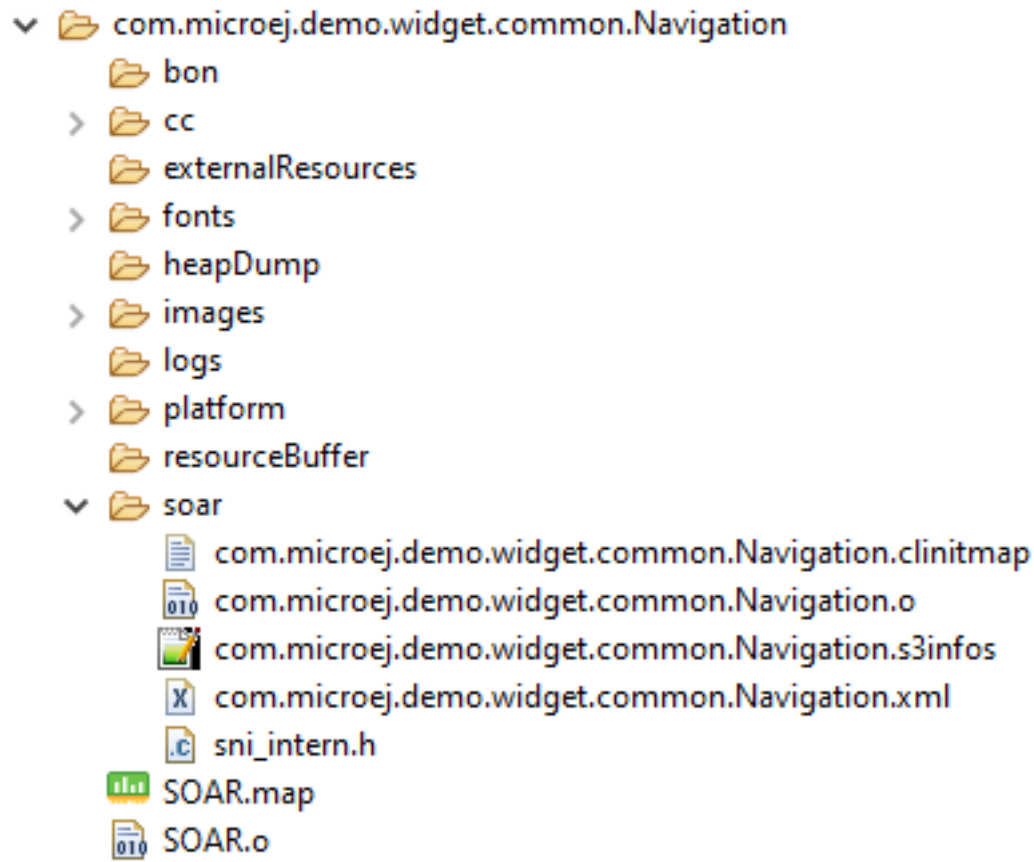 com.microej.demo.widget.common.Navigation
bon
cc
externalResources
fonts
heapDump
images
logs
platform
resourceBuffer
soar
com.microej.demo.widget.common.Navigation.clinitmap
com.microej.demo.widget.common.Navigation.o
com.microej.demo.widget.common.Navigation.s3infos
com.microej.demo.widget.common.Navigation.xml
sni_intern.h
SOAR.map
SOAR.o